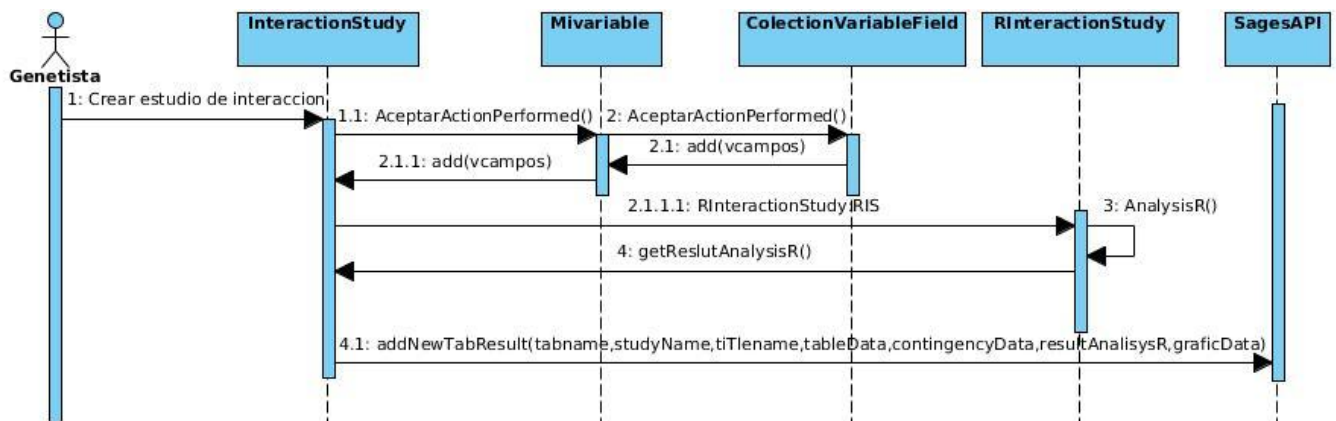 InteractionStudy
Mivariable
ColectionVariableField
RInteractionStudy
SagesAPI
Genetista
1: Crear estudio de interaccion
1.1: AceptarActionPerformed()
2: AceptarActionPerformed()
2.1: add(vcampos)
2.1.1: add(vcampos)
2.1.1.1: RInteractionStudy:RIS
3: AnalysisR()
4: getReslutAnalysisR()
4.1: addNewTabResult(tabname,studyName,tiTlename,tableData,contingencyData,resultAnalisysR,graficData)